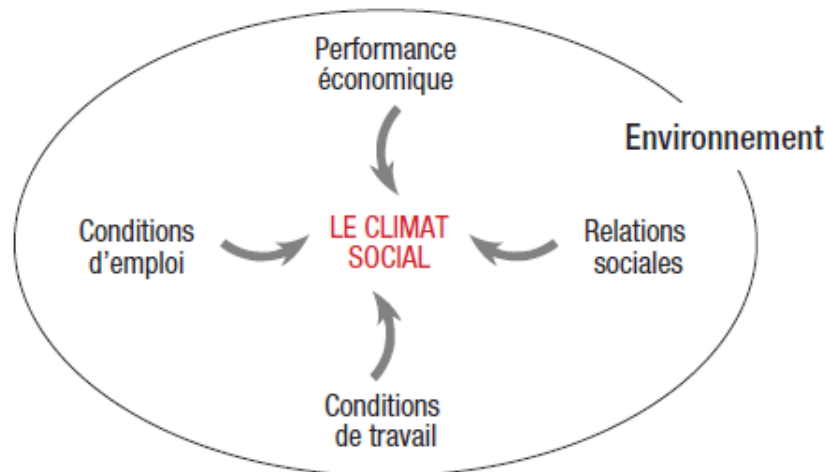 Performance
économique
Environnement
Conditions
d'emploi
LE CLIMAT
SOCIAL
Relations
sociales
Conditions
de travail